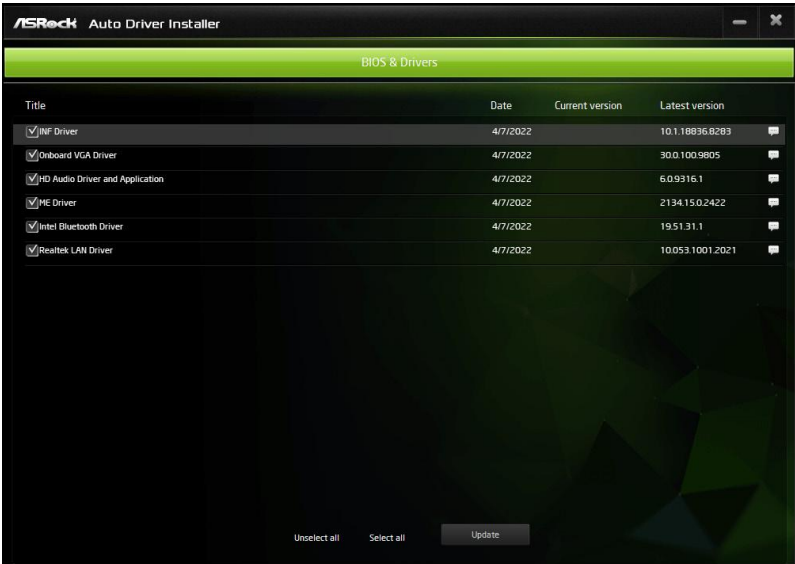 ASRock Auto Driver Installer
BIOS & Drivers
Title Date Current version Latest version
INF Driver 4/7/2022 10.1.18836.8283
Onboard VGA Driver 4/7/2022 30.0.100.9805
HD Audio Driver and Application 4/7/2022 6.0.9316.1
ME Driver 4/7/2022 2134.15.0.2422
Intel Bluetooth Driver 4/7/2022 19.51.31.1
Realtek LAN Driver 4/7/2022 10.053.1001.2021
Unselect all Select all Update